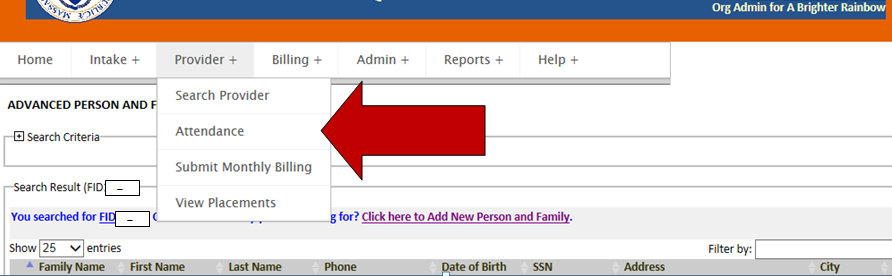 PUBLICÆ MASSA
Org Admin for A Brighter Rainbow
Home Intake + Provider + Billing + Admin + Reports + Help +
Search Provider
ADVANCED PERSON AND F
Attendance
Search Criteria
Submit Monthly Billing
Search Result (FID
View Placements
You searched for FID g for? Click here to Add New Person and Family.
Show 25 entries Filter by:
Family Name First Name Last Name Phone Date of Birth SSN Address City